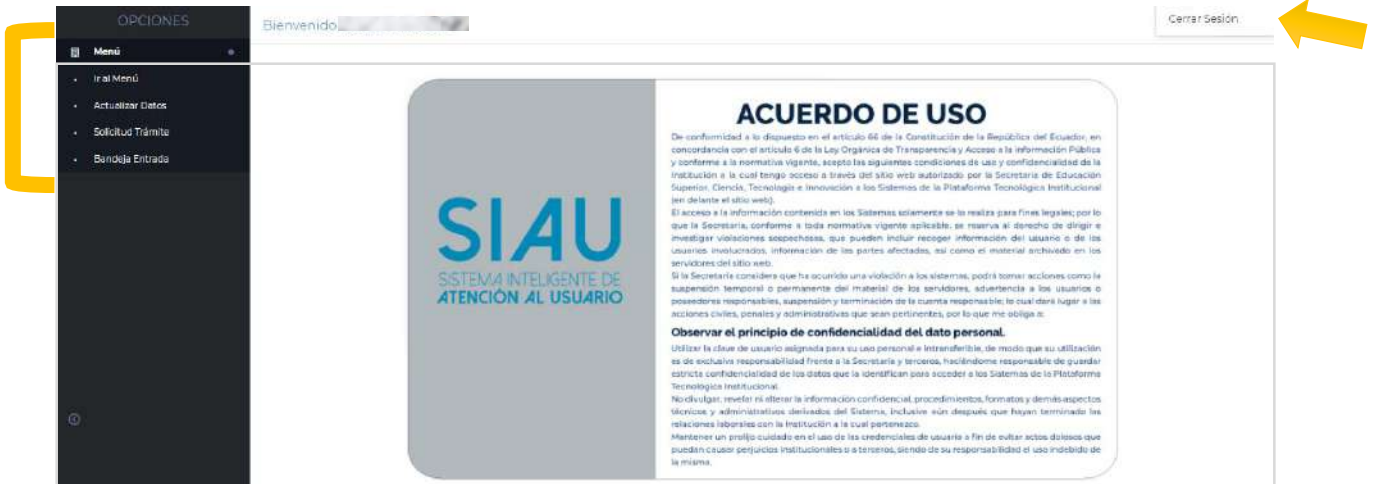 OPCIONES
Bienvenido
Cerrar Sesión
Menú
Ir al Menú
Actualizar Datos
Solicitud Trámite
Bandeja Entrada
SIAU
SISTEMA INTELIGENTE DE
ATENCIÓN AL USUARIO
ACUERDO DE USO
De conformidad a lo dispuesto en el artículo 66 de la Constitución de la República del Ecuador, en
concordancia con el artículo 6 de la Ley Orgánica de Transparencia y Acceso a la información Pública
y conforme a la normativa vigente, acepto las siguientes condiciones de uso y confidencialidad de la
Institución a la cual tengo acceso a través del sitio web autorizado por la Secretaría de Educación
Superior, Ciencia, Tecnología e Innovación a los Sistemas de la Plataforma Tecnológica Institucional
(en delante el sitio web).
El acceso a la información contenida en los Sistemas solamente se lo realiza para fines legales; por lo
que la Secretaría, conforme a toda normativa vigente aplicable, se reserva al derecho de dirigir e
investigar violaciones sospechosas, que pueden incluir recoger información del usuario o de los
usuarios involucrados, información de las partes afectadas, así como el material archivado en los
servidores del sitio web.
Si la Secretaría considera que ha ocurrido una violación a los sistemas, podrá tomar acciones como la
suspensión temporal o permanente del material de los servidores, advertencia a los usuarios o
poseedores responsables, suspensión y terminación de la cuenta responsable; lo cual dará lugar a las
acciones civiles, penales y administrativas que sean pertinentes, por lo que me obliga a:
Observar el principio de confidencialidad del dato personal.
Utilizar la clave de usuario asignada para su uso personal e intransferible, de modo que su utilización
es de exclusiva responsabilidad frente a la Secretaría y terceros, haciéndome responsable de guardar
estricta confidencialidad de los datos que la identifican para acceder a los Sistemas de la Plataforma
Tecnológica Institucional.
No divulgar, revelar ni alterar la información confidencial, procedimientos, formatos y demás aspectos
técnicos y administrativos derivados del Sistema, inclusive aún después que hayan terminado las
relaciones laborales con la Institución a la cual pertenezco.
Mantener un prolijo cuidado en el uso de las credenciales de usuario a fin de evitar actos dolosos que
puedan causar perjuicios institucionales o a terceros, siendo de su responsabilidad el uso indebido de
la misma.